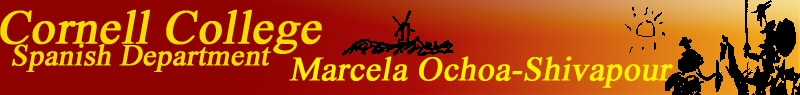 Cornell College
Spanish Department
Marcela Ochoa-Shivapour